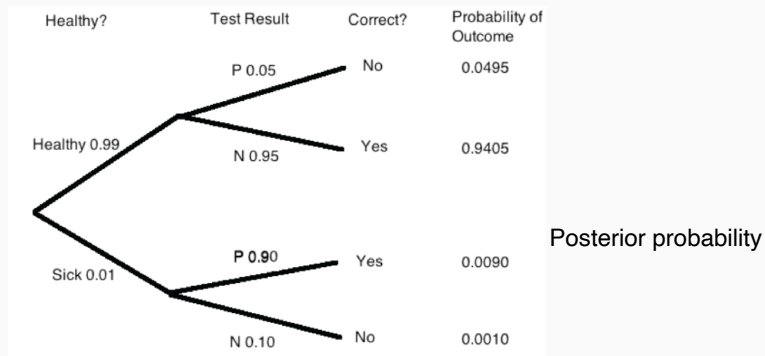 Healthy? Test Result Correct? Probability of
Outcome
P 0.05 No 0.0495
Healthy 0.99 N 0.95 Yes 0.9405
Posterior probability
Sick 0.01 P 0.90 Yes 0.0090
N 0.10 No 0.0010